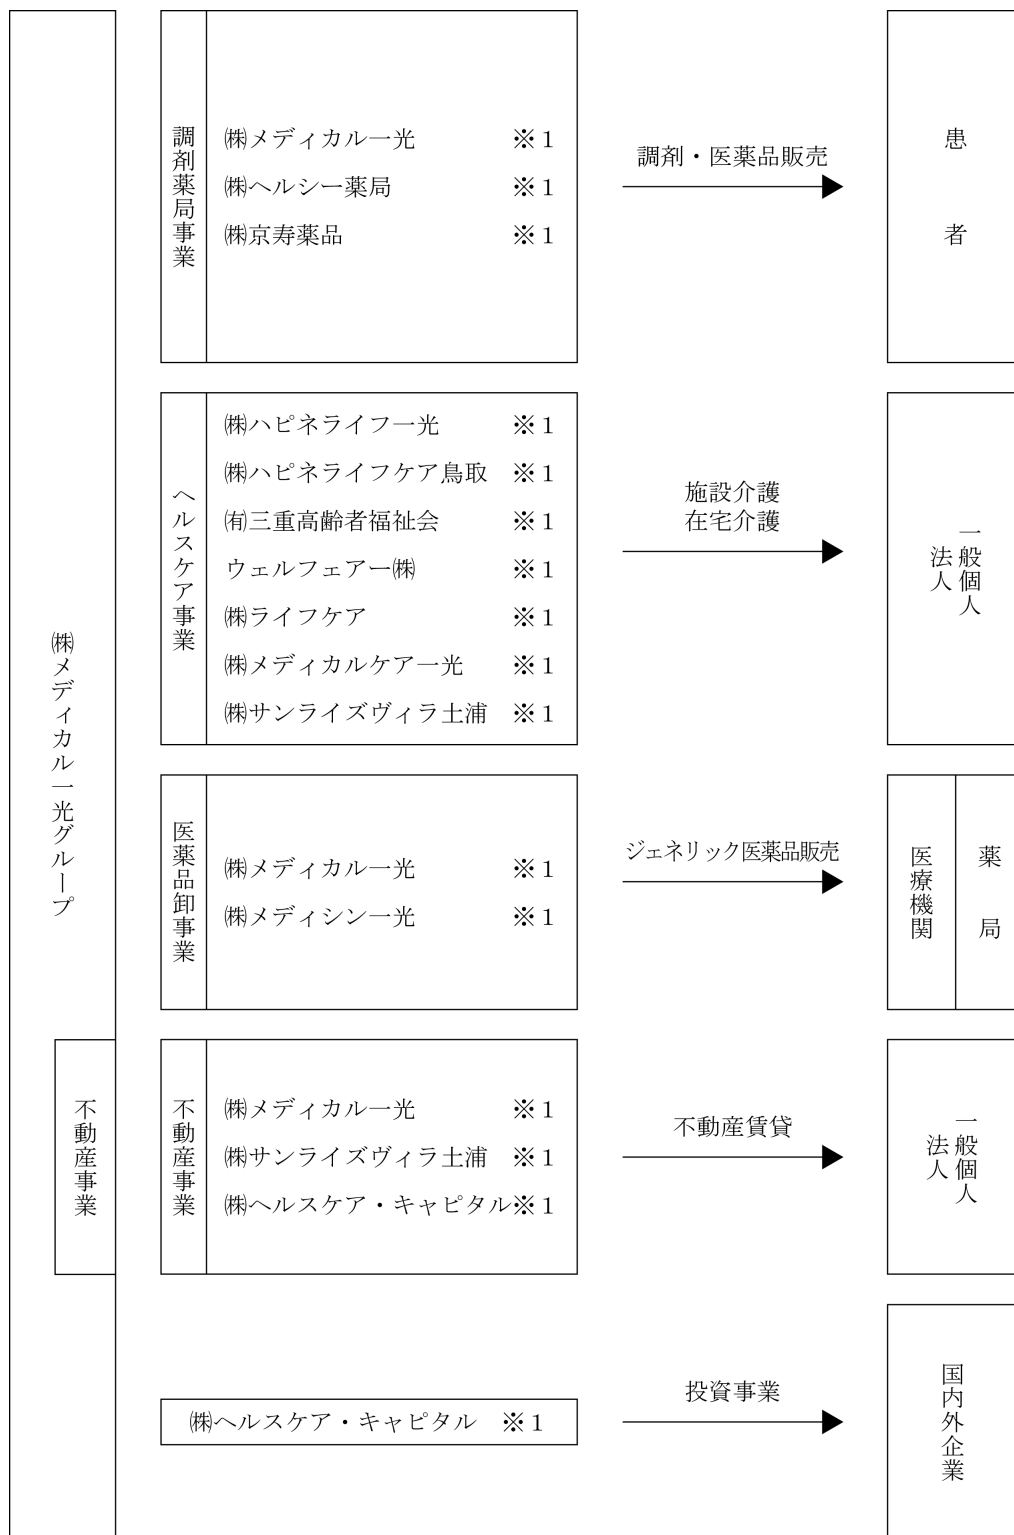 ㈱メディカル一光グループ
不動産事業
調剤薬局事業
㈱メディカル一光 ※１
㈱ヘルシー薬局 ※１
㈱京寿薬品 ※１
調剤・医薬品販売
患者
ヘルスケア事業
㈱ハピネライフ一光 ※１
㈱ハピネライフケア鳥取 ※１
㈲三重高齢者福祉会 ※１
ウェルフェアー㈱ ※１
㈱ライフケア ※１
㈱メディカルケア一光 ※１
㈱サンライズヴィラ土浦 ※１
施設介護
在宅介護
一般個人
法人
医薬品卸事業
㈱メディカル一光 ※１
㈱メディシン一光 ※１
ジェネリック医薬品販売
医療機関
薬局
不動産事業
㈱メディカル一光 ※１
㈱サンライズヴィラ土浦 ※１
㈱ヘルスケア・キャピタル※１
不動産賃貸
一般個人
法人
㈱ヘルスケア・キャピタル ※１
投資事業
国内外企業